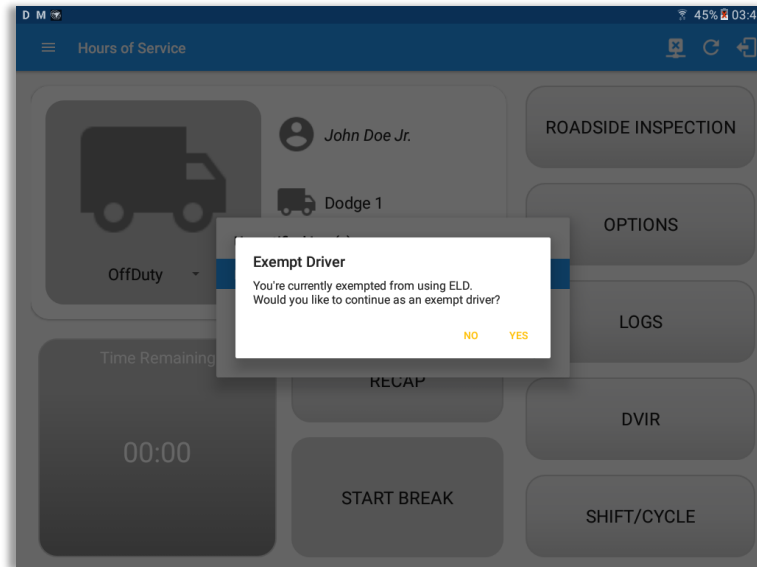 D M 45% 03:4
Hours of Service
John Doe Jr.
Dodge 1
OffDuty
Time Remaining
00:00
RECAP
START BREAK
ROADSIDE INSPECTION
OPTIONS
LOGS
DVIR
SHIFT/CYCLE
Exempt Driver
You're currently exempted from using ELD.
Would you like to continue as an exempt driver?
NO YES